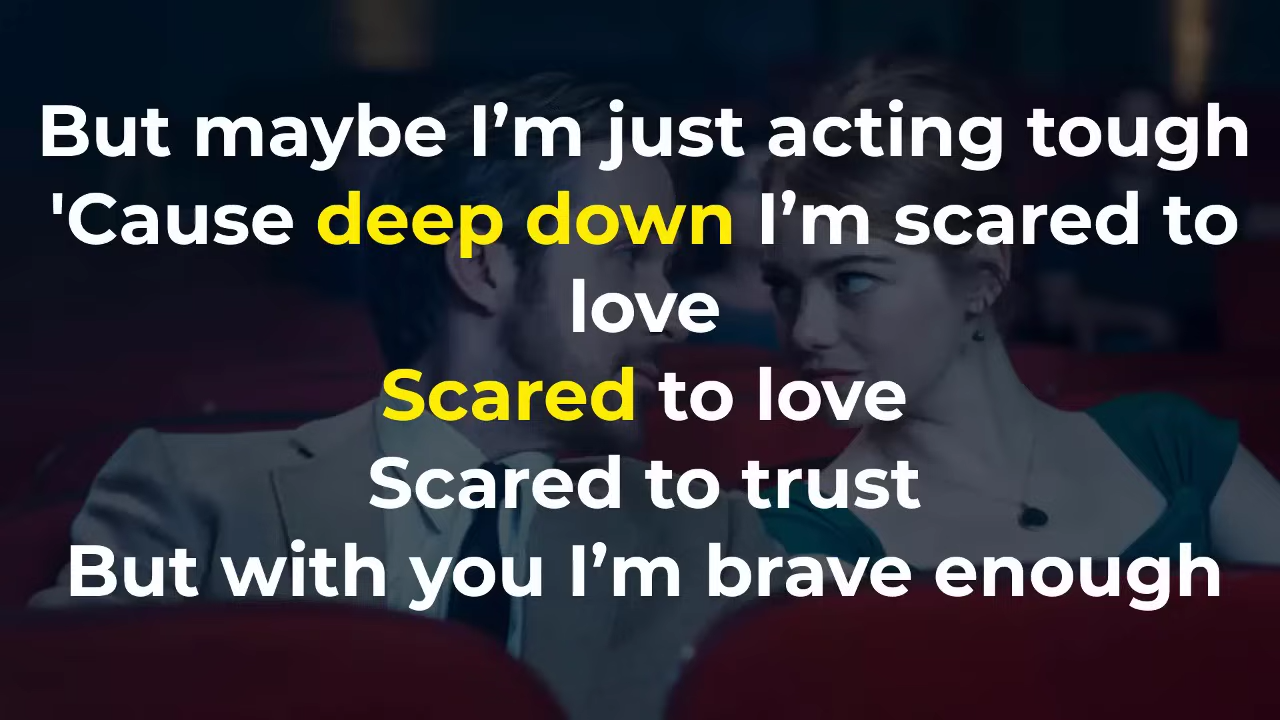 But maybe I’m just acting tough
'Cause deep down I’m scared to
love
Scared to love
Scared to trust
But with you I’m brave enough